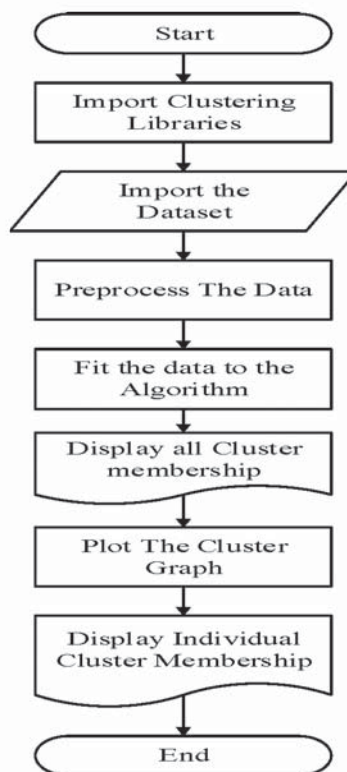 Start
Import Clustering
Libraries
Import the
Dataset
Preprocess The Data
Fit the data to the
Algorithm
Display all Cluster
membership
Plot The Cluster
Graph
Display Individual
Cluster Membership
End